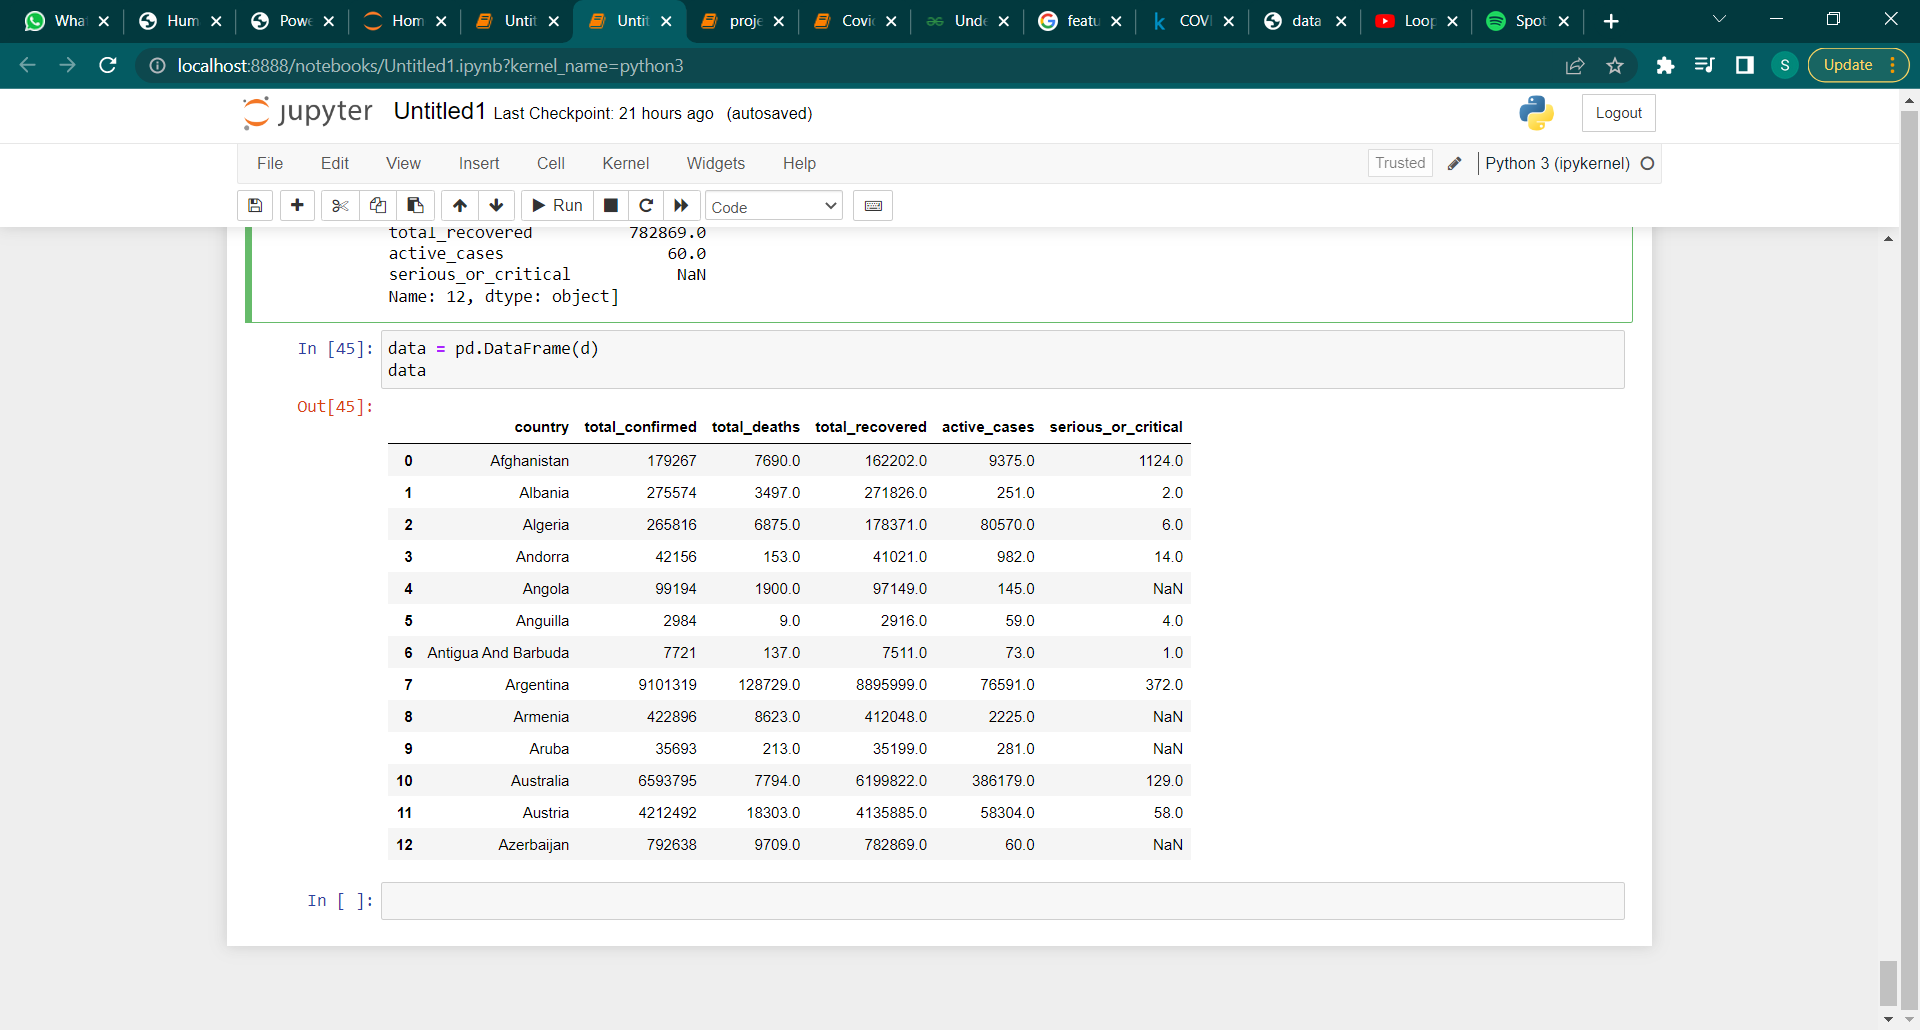 What
Hum
Powe
Hom
Untit
Untit
proje
Covid
Unde
featu
COVI
data
Loop
Spot
localhost:8888/notebooks/Untitled1.ipynb?kernel_name=python3
S
Update
jupyter Untitled1 Last Checkpoint: 21 hours ago (autosaved)
Logout
File Edit View Insert Cell Kernel Widgets Help
Trusted
Python 3 (ipykernel)
Run
Code
total_recovered 782869.0
active_cases 60.0
serious_or_critical NaN
Name: 12, dtype: object]
In [45]: data = pd.DataFrame(d)
data
Out[45]:
country total_confirmed total_deaths total_recovered active_cases serious_or_critical
0 Afghanistan 179267 7690.0 162202.0 9375.0 1124.0
1 Albania 275574 3497.0 271826.0 251.0 2.0
2 Algeria 265816 6875.0 178371.0 80570.0 6.0
3 Andorra 42156 153.0 41021.0 982.0 14.0
4 Angola 99194 1900.0 97149.0 145.0 NaN
5 Anguilla 2984 9.0 2916.0 59.0 4.0
6 Antigua And Barbuda 7721 137.0 7511.0 73.0 1.0
7 Argentina 9101319 128729.0 8895999.0 76591.0 372.0
8 Armenia 422896 8623.0 412048.0 2225.0 NaN
9 Aruba 35693 213.0 35199.0 281.0 NaN
10 Australia 6593795 7794.0 6199822.0 386179.0 129.0
11 Austria 4212492 18303.0 4135885.0 58304.0 58.0
12 Azerbaijan 792638 9709.0 782869.0 60.0 NaN
In [ ]: